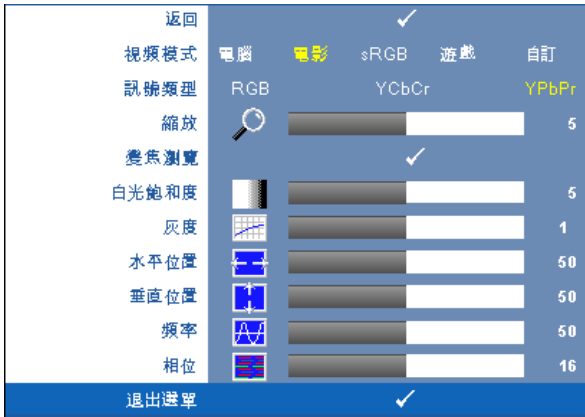 返回
視頻模式 電腦 電影 sRGB 遊戲 自訂
訊號類型 RGB YCbCr YPbPr
縮放 5
變焦瀏覽
白光飽和度 5
灰度 1
水平位置 50
垂直位置 50
頻率 50
相位 16
退出選單